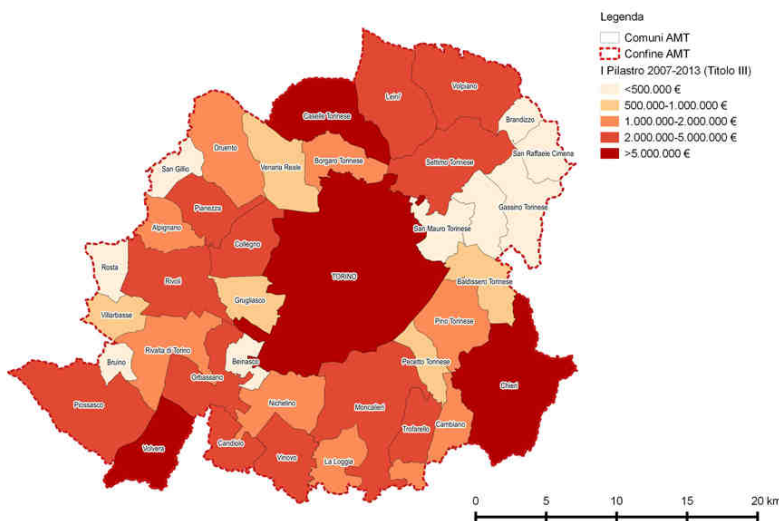 Legenda
Comuni AMT
Confine AMT
I Pilastro 2007-2013 (Titolo III)
<500.000 €
500.000-1.000.000 €
1.000.000-2.000.000 €
2.000.000-5.000.000 €
>5.000.000 €
Volpiano
Leinì
Caselle Torinese
Brandizzo
Druento
San Raffaele Cimena
Borgaro Torinese
Settimo Torinese
Venaria Reale
San Gillio
Pianezza
Gassino Torinese
Alpignano
San Mauro Torinese
Collegno
Rosta
Rivoli
TORINO
Baldissero Torinese
Grugliasco
Villarbasse
Pino Torinese
Rivalta di Torino
Bruino
Beinasco
Pecetto Torinese
Orbassano
Chieri
Piossasco
Nichelino
Moncalieri
Trofarello
Cambiano
Volvera
Candiolo
Vinovo
La Loggia
0 5 10 15 20 km